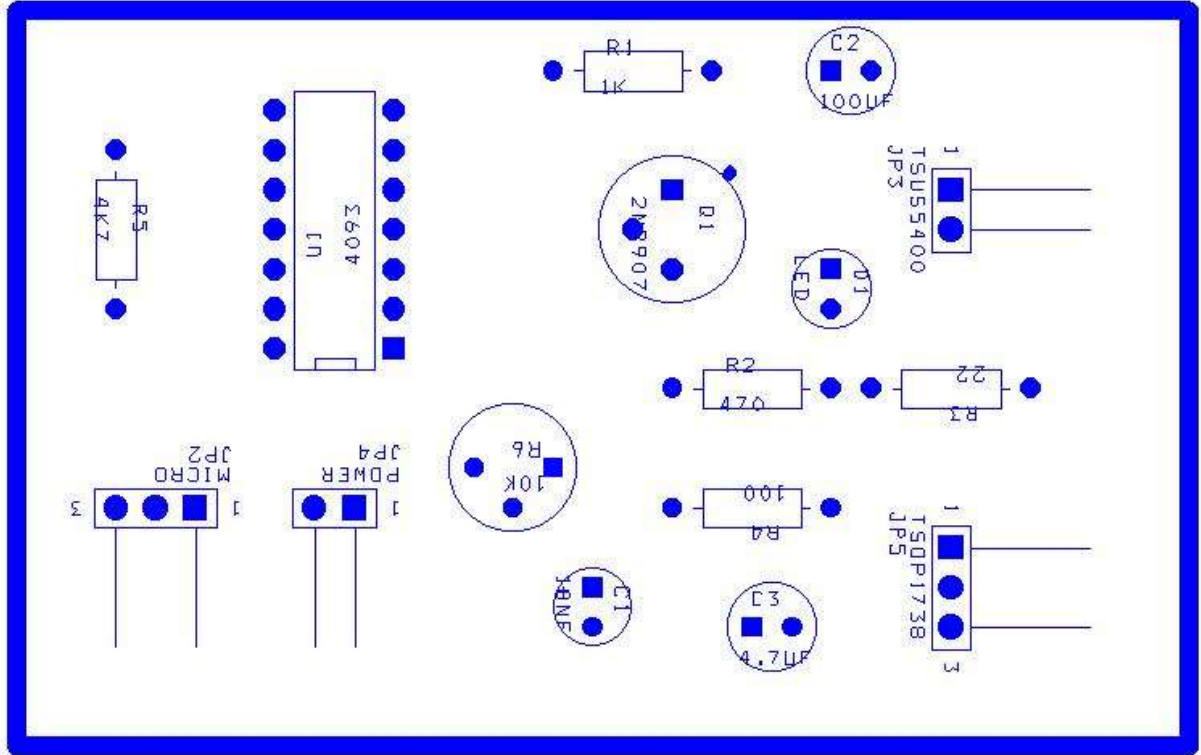 R1
1K
C2
100UF
1
JP3
TSUS5400
R5
4K7
U1
4093
Q1
2N2907
D1
LED
R2
470
22
R3
JP2
MICRO
3
1
JP4
POWER
1
R6
10K
100
R4
1
JP5
TSOP1738
3
C1
C3
4.7UF